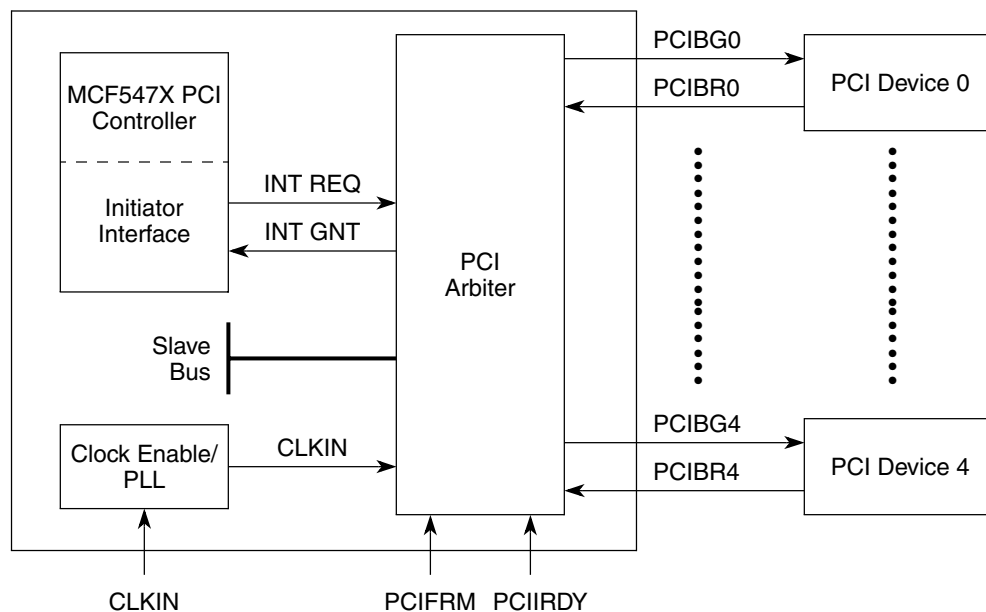 MCF547X PCI
Controller
Initiator
Interface
INT REQ
INT GNT
PCI
Arbiter
Slave
Bus
Clock Enable/
PLL
CLKIN
CLKIN
PCIFRM
PCIIRDY
PCIBG0
PCIBR0
PCI Device 0
PCIBG4
PCIBR4
PCI Device 4